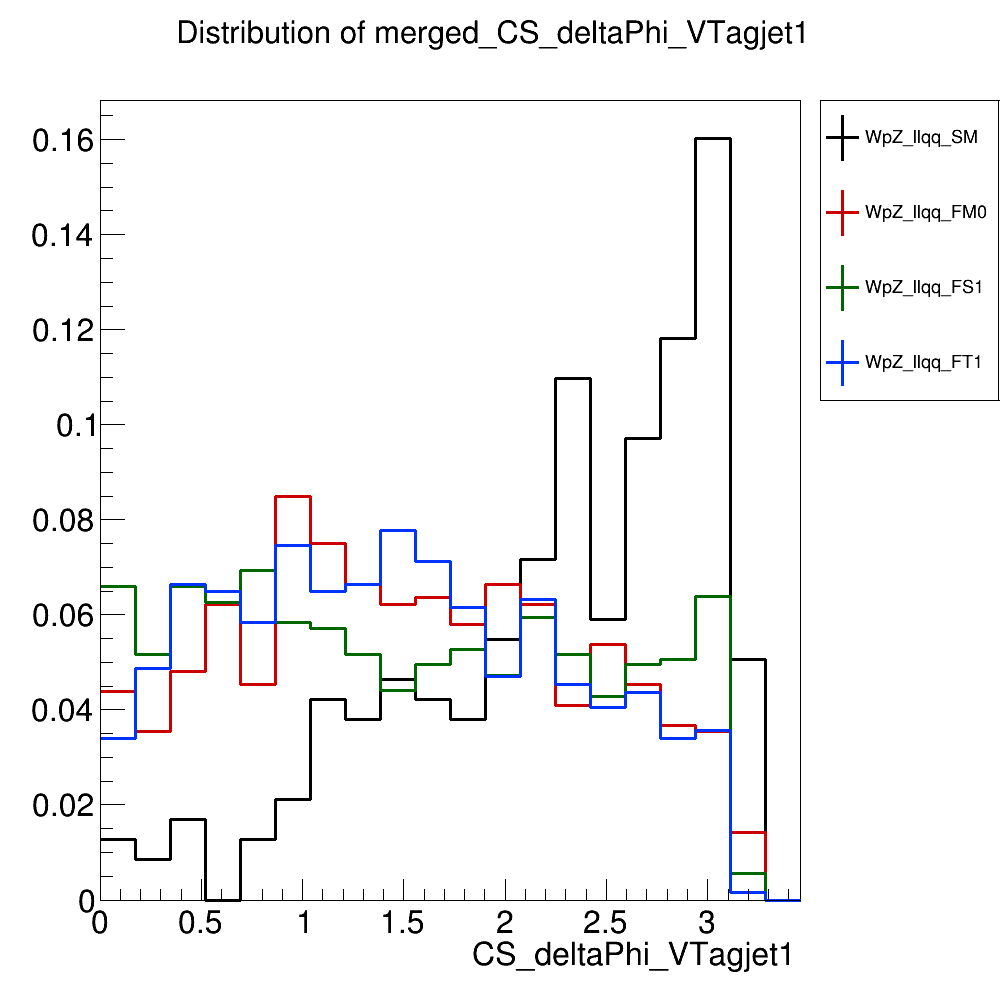 Distribution of merged_CS_deltaPhi_VTagjet1
0.16
0.14
0.12
0.1
0.08
0.06
0.04
0.02
0
0 0.5 1 1.5 2 2.5 3
CS_deltaPhi_VTagjet1
WpZ_llqq_SM
WpZ_llqq_FM0
WpZ_llqq_FS1
WpZ_llqq_FT1